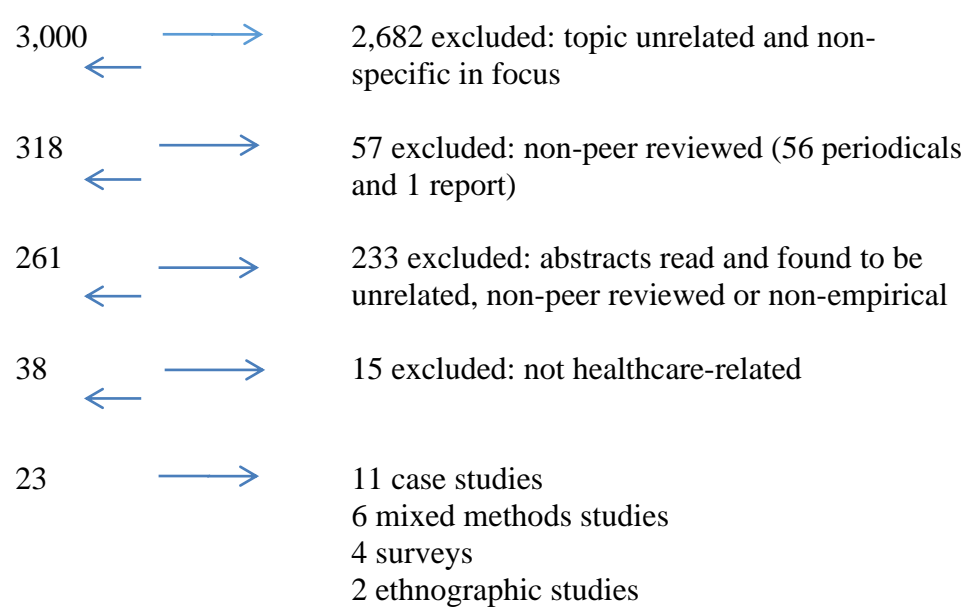 3,000
2,682 excluded: topic unrelated and non-
specific in focus
318
57 excluded: non-peer reviewed (56 periodicals
and 1 report)
261
233 excluded: abstracts read and found to be
unrelated, non-peer reviewed or non-empirical
38
15 excluded: not healthcare-related
23
11 case studies
6 mixed methods studies
4 surveys
2 ethnographic studies